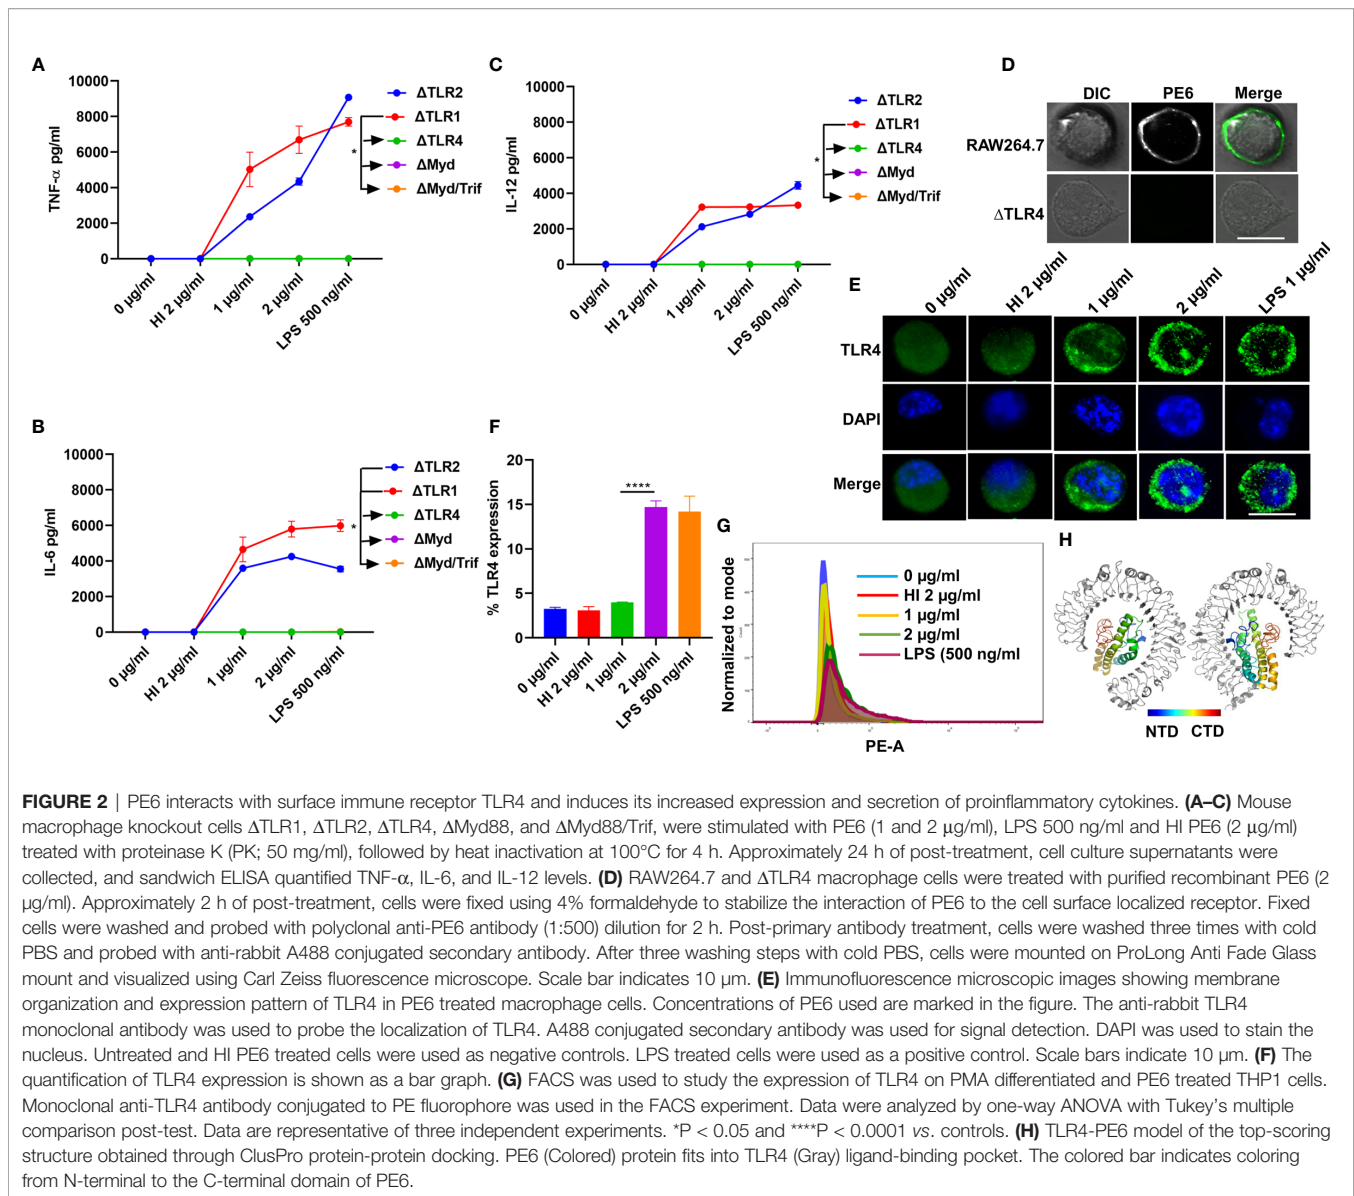 A
TNF-α pg/ml
10000
8000
6000
4000
2000
0
0 µg/ml
HI 2 µg/ml
1 µg/ml
2 µg/ml
LPS 500 ng/ml
ΔTLR2
ΔTLR1
ΔTLR4
ΔMyd
ΔMyd/Trif
*
C
IL-12 pg/ml
10000
8000
6000
4000
2000
0
0 µg/ml
HI 2 µg/ml
1 µg/ml
2 µg/ml
LPS 500 ng/ml
ΔTLR2
ΔTLR1
ΔTLR4
ΔMyd
ΔMyd/Trif
*
D
DIC PE6 Merge
RAW264.7
ΔTLR4
E
0 µg/ml
HI 2 µg/ml
1 µg/ml
2 µg/ml
LPS 1 µg/ml
TLR4
DAPI
Merge
B
IL-6 pg/ml
10000
8000
6000
4000
2000
0
0 µg/ml
HI 2 µg/ml
1 µg/ml
2 µg/ml
LPS 500 ng/ml
ΔTLR2
ΔTLR1
ΔTLR4
ΔMyd
ΔMyd/Trif
*
F
% TLR4 expression
20
15
10
5
0
****
0 µg/ml
HI 2 µg/ml
1 µg/ml
2 µg/ml
LPS 500 ng/ml
G
Normalized to mode
0 µg/ml
HI 2 µg/ml
1 µg/ml
2 µg/ml
LPS (500 ng/ml
PE-A
H
NTD CTD
FIGURE 2 | PE6 interacts with surface immune receptor TLR4 and induces its increased expression and secretion of proinflammatory cytokines. (A–C) Mouse
macrophage knockout cells ΔTLR1, ΔTLR2, ΔTLR4, ΔMyd88, and ΔMyd88/Trif, were stimulated with PE6 (1 and 2 µg/ml), LPS 500 ng/ml and HI PE6 (2 µg/ml)
treated with proteinase K (PK; 50 mg/ml), followed by heat inactivation at 100°C for 4 h. Approximately 24 h of post-treatment, cell culture supernatants were
collected, and sandwich ELISA quantified TNF-α, IL-6, and IL-12 levels. (D) RAW264.7 and ΔTLR4 macrophage cells were treated with purified recombinant PE6 (2
µg/ml). Approximately 2 h of post-treatment, cells were fixed using 4% formaldehyde to stabilize the interaction of PE6 to the cell surface localized receptor. Fixed
cells were washed and probed with polyclonal anti-PE6 antibody (1:500) dilution for 2 h. Post-primary antibody treatment, cells were washed three times with cold
PBS and probed with anti-rabbit A488 conjugated secondary antibody. After three washing steps with cold PBS, cells were mounted on ProLong Anti Fade Glass
mount and visualized using Carl Zeiss fluorescence microscope. Scale bar indicates 10 µm. (E) Immunofluorescence microscopic images showing membrane
organization and expression pattern of TLR4 in PE6 treated macrophage cells. Concentrations of PE6 used are marked in the figure. The anti-rabbit TLR4
monoclonal antibody was used to probe the localization of TLR4. A488 conjugated secondary antibody was used for signal detection. DAPI was used to stain the
nucleus. Untreated and HI PE6 treated cells were used as negative controls. LPS treated cells were used as a positive control. Scale bars indicate 10 µm. (F) The
quantification of TLR4 expression is shown as a bar graph. (G) FACS was used to study the expression of TLR4 on PMA differentiated and PE6 treated THP1 cells.
Monoclonal anti-TLR4 antibody conjugated to PE fluorophore was used in the FACS experiment. Data were analyzed by one-way ANOVA with Tukey's multiple
comparison post-test. Data are representative of three independent experiments. *P < 0.05 and ****P < 0.0001 vs. controls. (H) TLR4-PE6 model of the top-scoring
structure obtained through ClusPro protein-protein docking. PE6 (Colored) protein fits into TLR4 (Gray) ligand-binding pocket. The colored bar indicates coloring
from N-terminal to the C-terminal domain of PE6.